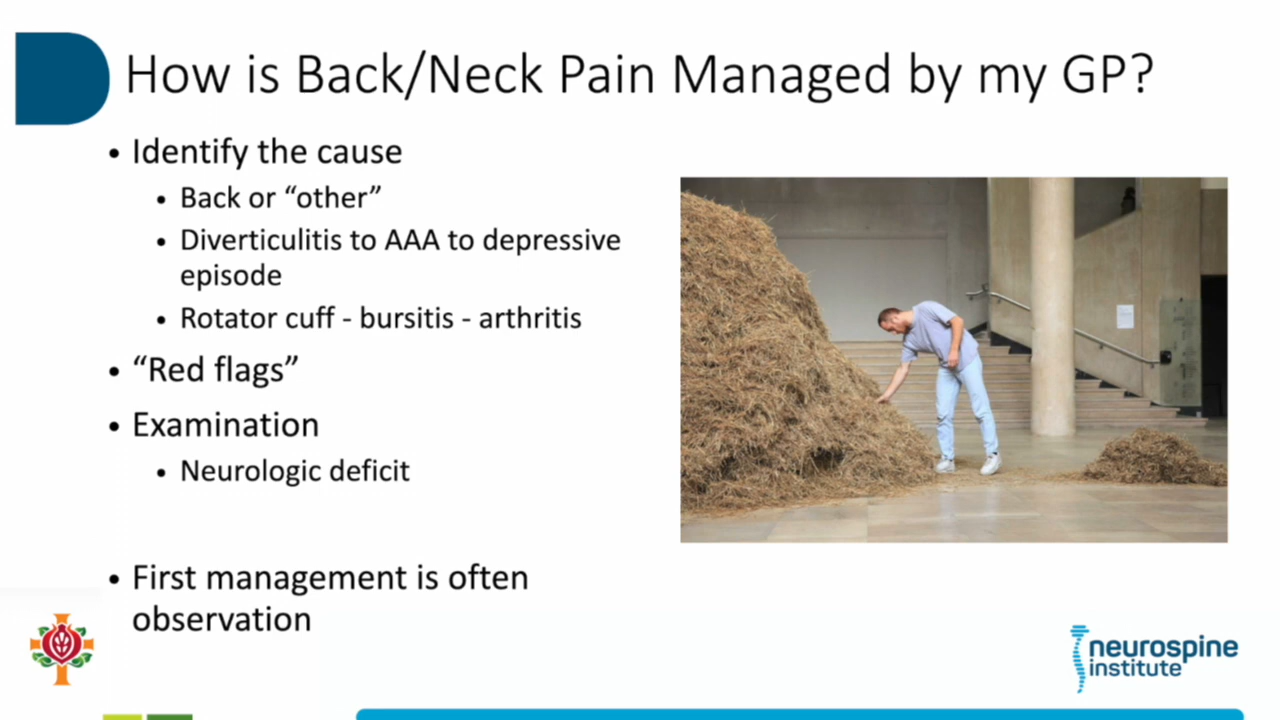 How is Back/Neck Pain Managed by my GP?
• Identify the cause
• Back or “other”
• Diverticulitis to AAA to depressive
episode
• Rotator cuff - bursitis - arthritis
• “Red flags”
• Examination
• Neurologic deficit
• First management is often
observation
neurospine
institute